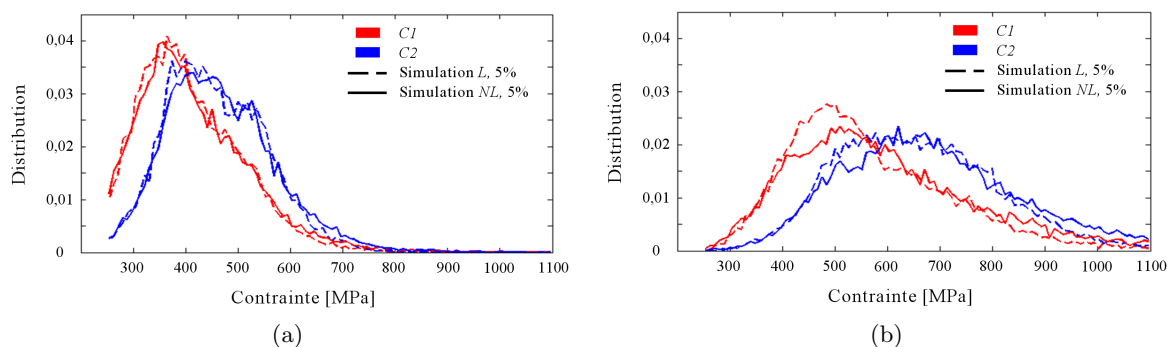 0,04
0,03
0,02
0,01
0
Distribution
C1
C2
Simulation L, 5%
Simulation NL, 5%
300 400 500 600 700 800 900 1000 1100
Contrainte [MPa]
(a)
0,04
0,03
0,02
0,01
0
Distribution
C1
C2
Simulation L, 5%
Simulation NL, 5%
300 400 500 600 700 800 900 1000 1100
Contrainte [MPa]
(b)